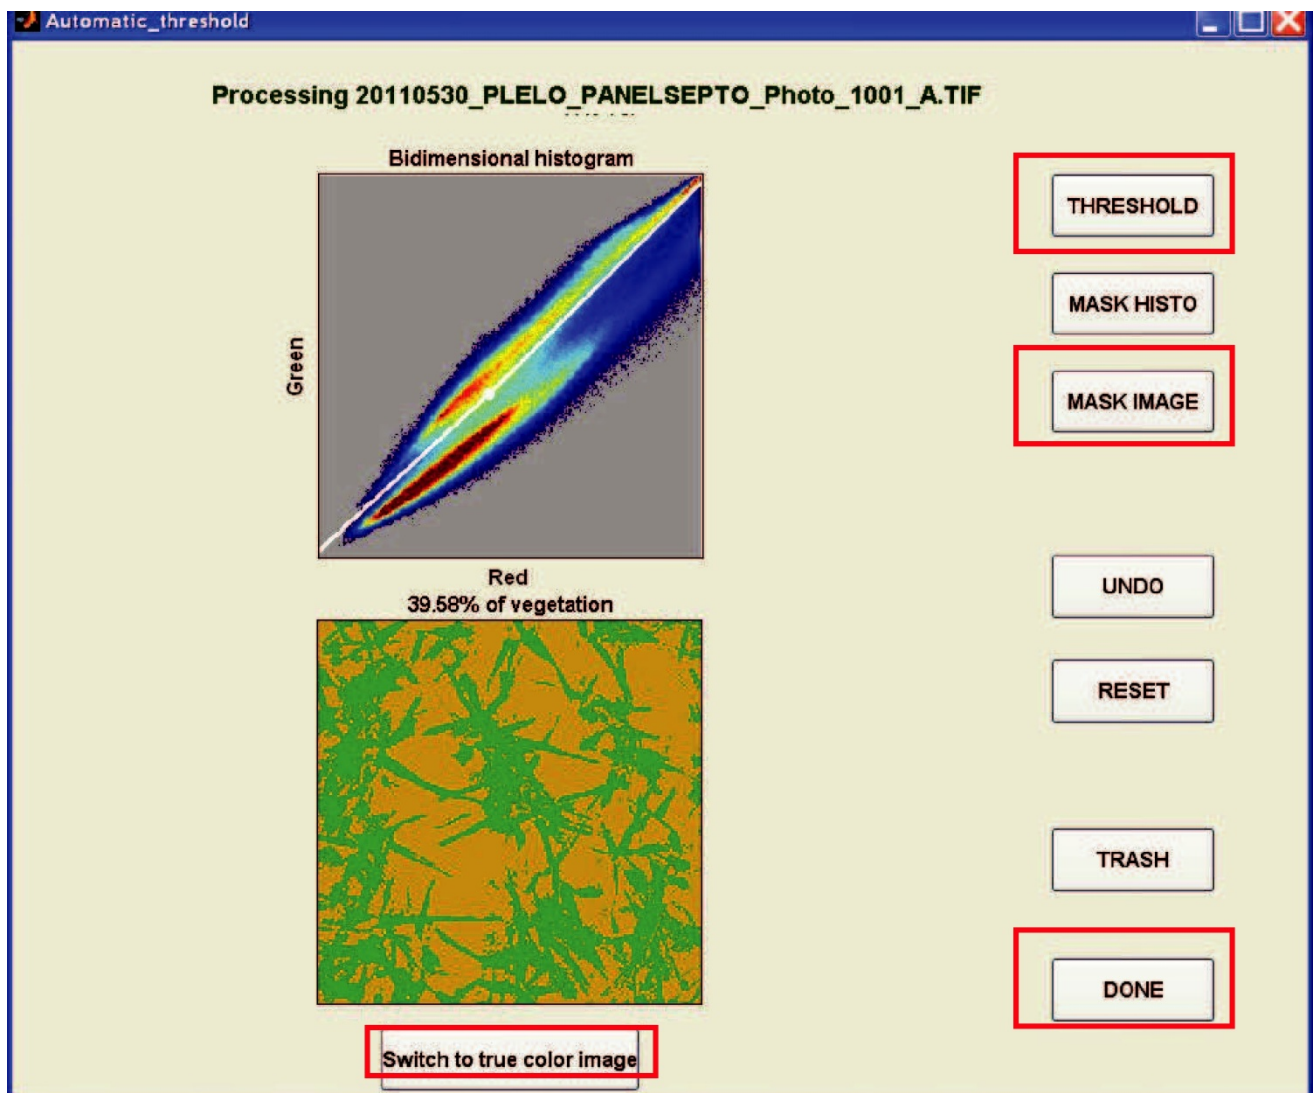 Automatic_threshold
Processing 20110530_PLELO_PANELSEPTO_Photo_1001_A.TIF
Bidimensional histogram
Green
Red
39.58% of vegetation
Switch to true color image
THRESHOLD
MASK HISTO
MASK IMAGE
UNDO
RESET
TRASH
DONE